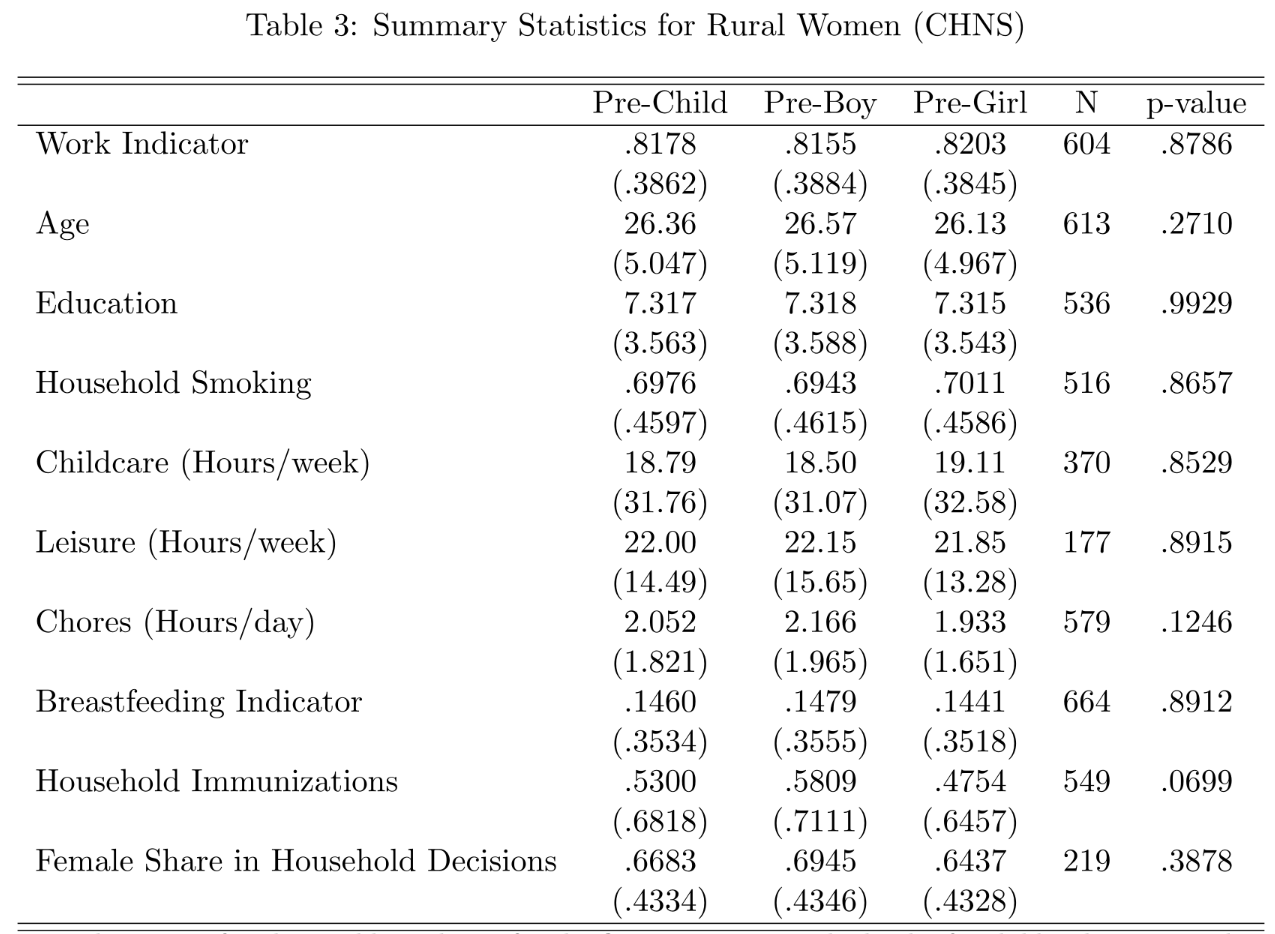 Table 3: Summary Statistics for Rural Women (CHNS)
Pre-Child Pre-Boy Pre-Girl N p-value
Work Indicator .8178 .8155 .8203 604 .8786
(.3862) (.3884) (.3845)
Age 26.36 26.57 26.13 613 .2710
(5.047) (5.119) (4.967)
Education 7.317 7.318 7.315 536 .9929
(3.563) (3.588) (3.543)
Household Smoking .6976 .6943 .7011 516 .8657
(.4597) (.4615) (.4586)
Childcare (Hours/week) 18.79 18.50 19.11 370 .8529
(31.76) (31.07) (32.58)
Leisure (Hours/week) 22.00 22.15 21.85 177 .8915
(14.49) (15.65) (13.28)
Chores (Hours/day) 2.052 2.166 1.933 579 .1246
(1.821) (1.965) (1.651)
Breastfeeding Indicator .1460 .1479 .1441 664 .8912
(.3534) (.3555) (.3518)
Household Immunizations .5300 .5809 .4754 549 .0699
(.6818) (.7111) (.6457)
Female Share in Household Decisions .6683 .6945 .6437 219 .3878
(.4334) (.4346) (.4328)